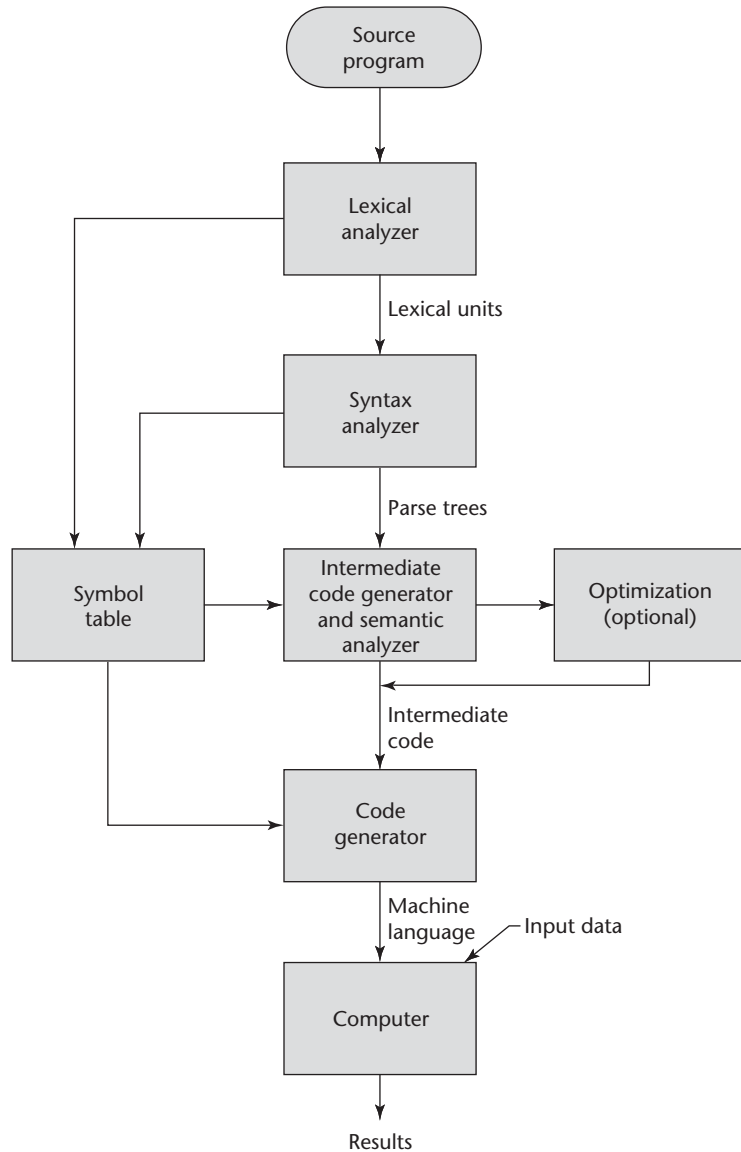 Source
program
Lexical
analyzer
Lexical units
Syntax
analyzer
Parse trees
Symbol
table
Intermediate
code generator
and semantic
analyzer
Optimization
(optional)
Intermediate
code
Code
generator
Machine
language
Input data
Computer
Results